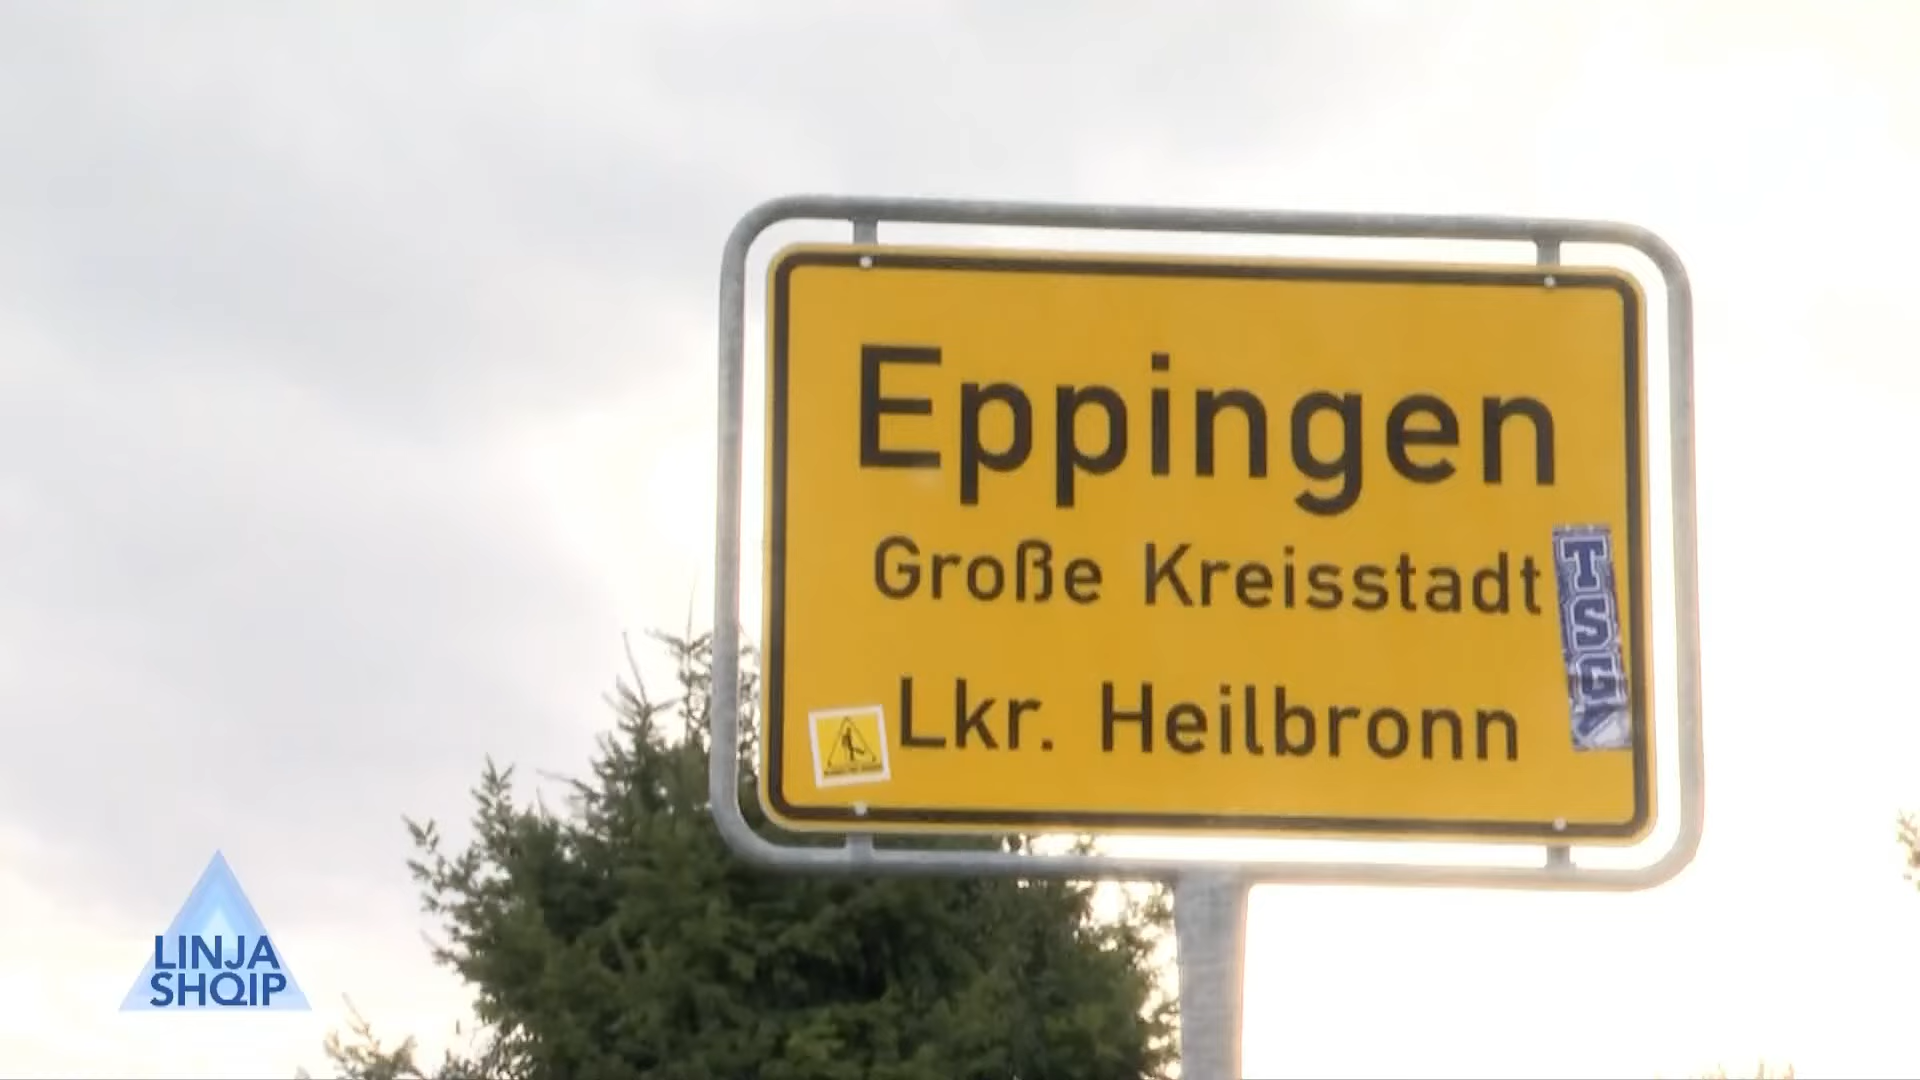 Eppingen
Große Kreisstadt
Lkr. Heilbronn
TSG
LINJA
SHQIP